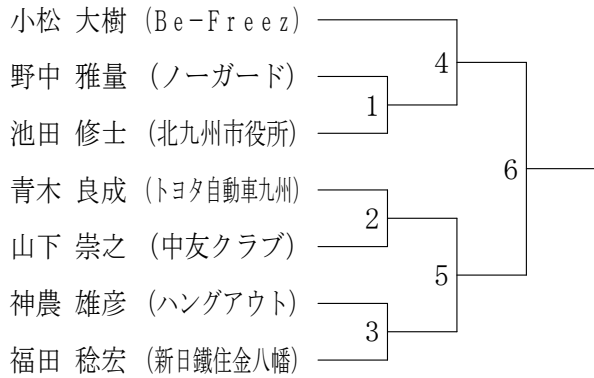 小松 大樹 (Be−Freez)
4
野中 雅量 (ノーガード)
1
池田 修士 (北九州市役所)
6
青木 良成 (トヨタ自動車九州)
2
山下 崇之 (中友クラブ)
5
神農 雄彦 (ハングアウト)
3
福田 稔宏 (新日鐵住金八幡)